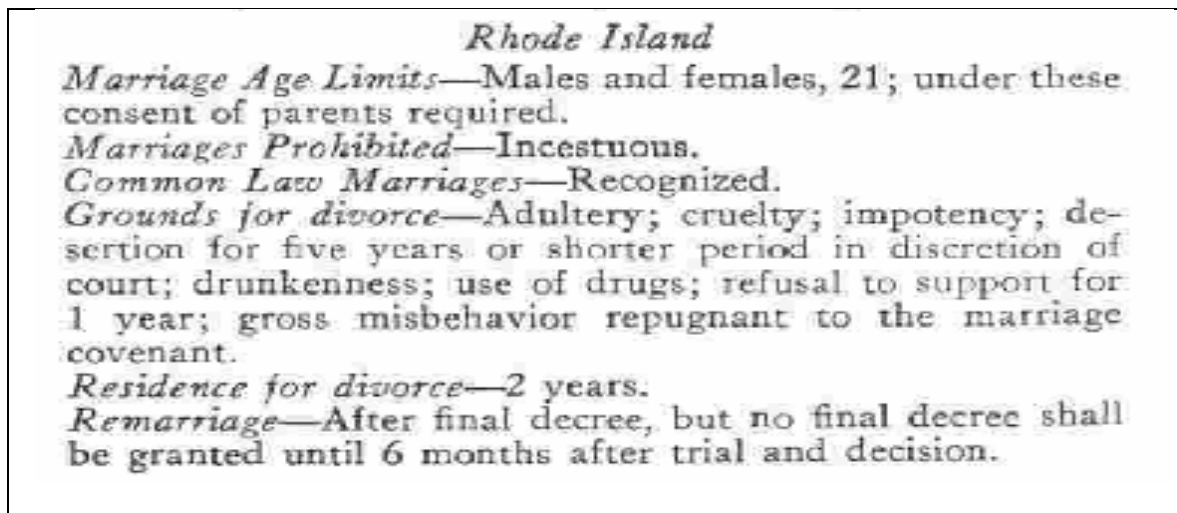 Rhode Island
Marriage Age Limits—Males and females, 21; under these
consent of parents required.
Marriages Prohibited—Incestuous.
Common Law Marriages—Recognized.
Grounds for divorce—Adultery; cruelty; impotency; de-
sertion for five years or shorter period in discretion of
court; drunkenness; use of drugs; refusal to support for
1 year; gross misbehavior repugnant to the marriage
covenant.
Residence for divorce—2 years.
Remarriage—After final decree, but no final decree shall
be granted until 6 months after trial and decision.